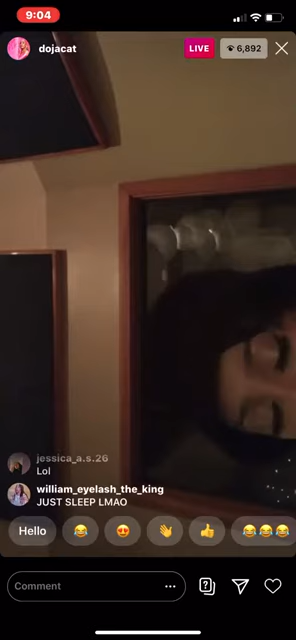 9:04
dojacat
LIVE
6,892
jessica_a.s.26
Lol
william_eyelash_the_king
JUST SLEEP LMAO
Hello
Comment